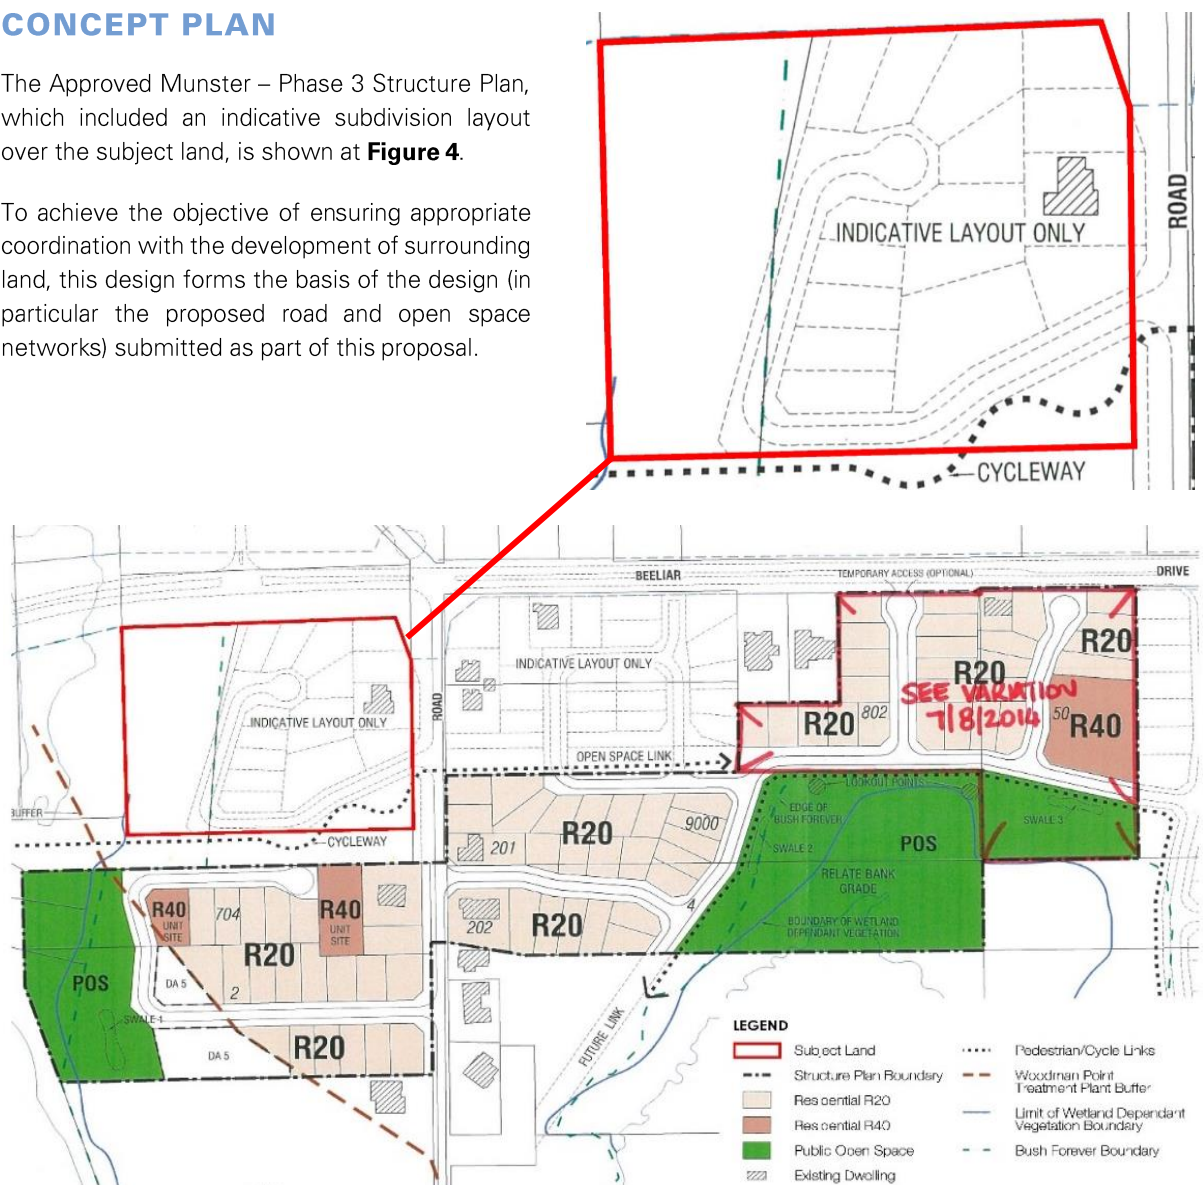 CONCEPT PLAN
The Approved Munster – Phase 3 Structure Plan,
which included an indicative subdivision layout
over the subject land, is shown at Figure 4.
To achieve the objective of ensuring appropriate
coordination with the development of surrounding
land, this design forms the basis of the design (in
particular the proposed road and open space
networks) submitted as part of this proposal.
INDICATIVE LAYOUT ONLY
ROAD
CYCLEWAY
BEELIAR
TEMPORARY ACCESS (OPTIONAL)
DRIVE
INDICATIVE LAYOUT ONLY
R20
R20
SEE VARIATION
7/8/2014
ROAD
INDICATIVE LAYOUT ONLY
R20
802
50
R40
OPEN SPACE LINK
LOOKOUT POINTS
BUFFER
EDGE OF
BUSH FOREVER
SWALE 3
9000
R20
CYCLEWAY
201
SWALE 2
POS
RELATE BANK
GRADE
R40
UNIT
SITE
704
R40
UNIT
SITE
4
202
R20
BOUNDARY OF WETLAND
DEPENDANT VEGETATION
R20
POS
DA 5
2
SWALE 1
DA 5
R20
FUTURE LINK
LEGEND
Subject Land
Structure Plan Boundary
Residential R20
Residential R40
Public Open Space
Existing Dwelling
Pedestrian/Cycle Links
Woodman Point
Treatment Plant Buffer
Limit of Wetland Dependant
Vegetation Boundary
Bush Forever Boundary